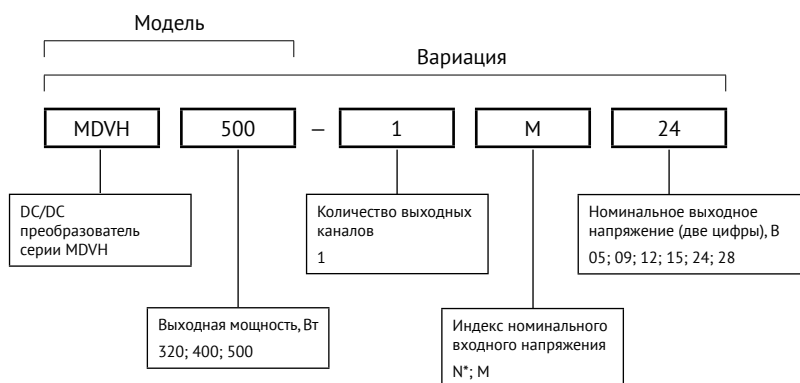 Модель
Вариация
MDVH 500 – 1 M 24
DC/DC
преобразователь
серии MDVH
Количество выходных
каналов
1
Номинальное выходное
напряжение (две цифры), В
05; 09; 12; 15; 24; 28
Выходная мощность, Вт
320; 400; 500
Индекс номинального
входного напряжения
N*; M